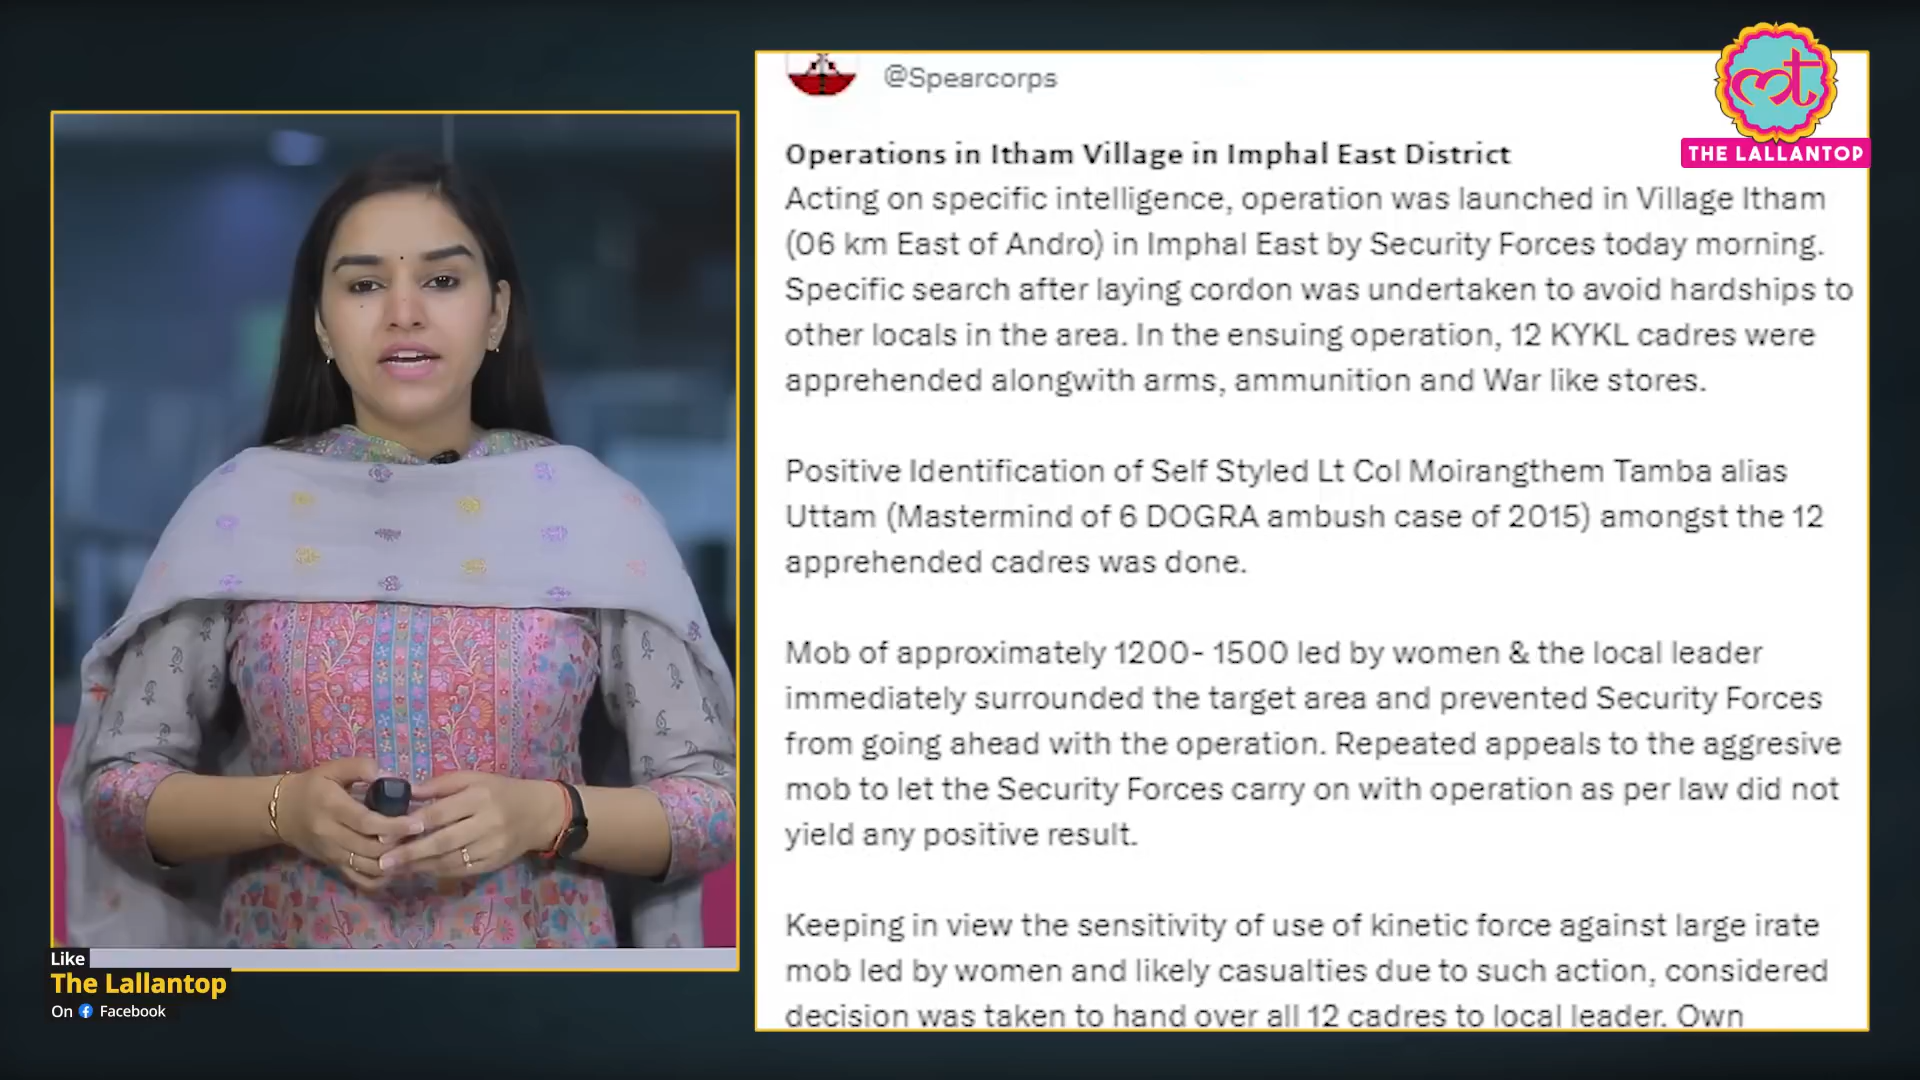 @Spearcorps
THE LALLANTOP
Operations in Itham Village in Imphal East District
Acting on specific intelligence, operation was launched in Village Itham
(06 km East of Andro) in Imphal East by Security Forces today morning.
Specific search after laying cordon was undertaken to avoid hardships to
other locals in the area. In the ensuing operation, 12 KYKL cadres were
apprehended alongwith arms, ammunition and War like stores.
Positive Identification of Self Styled Lt Col Moirangthem Tamba alias
Uttam (Mastermind of 6 DOGRA ambush case of 2015) amongst the 12
apprehended cadres was done.
Mob of approximately 1200- 1500 led by women & the local leader
immediately surrounded the target area and prevented Security Forces
from going ahead with the operation. Repeated appeals to the aggresive
mob to let the Security Forces carry on with operation as per law did not
yield any positive result.
Keeping in view the sensitivity of use of kinetic force against large irate
mob led by women and likely casualties due to such action, considered
decision was taken to hand over all 12 cadres to local leader. Own
Like
The Lallantop
On Facebook